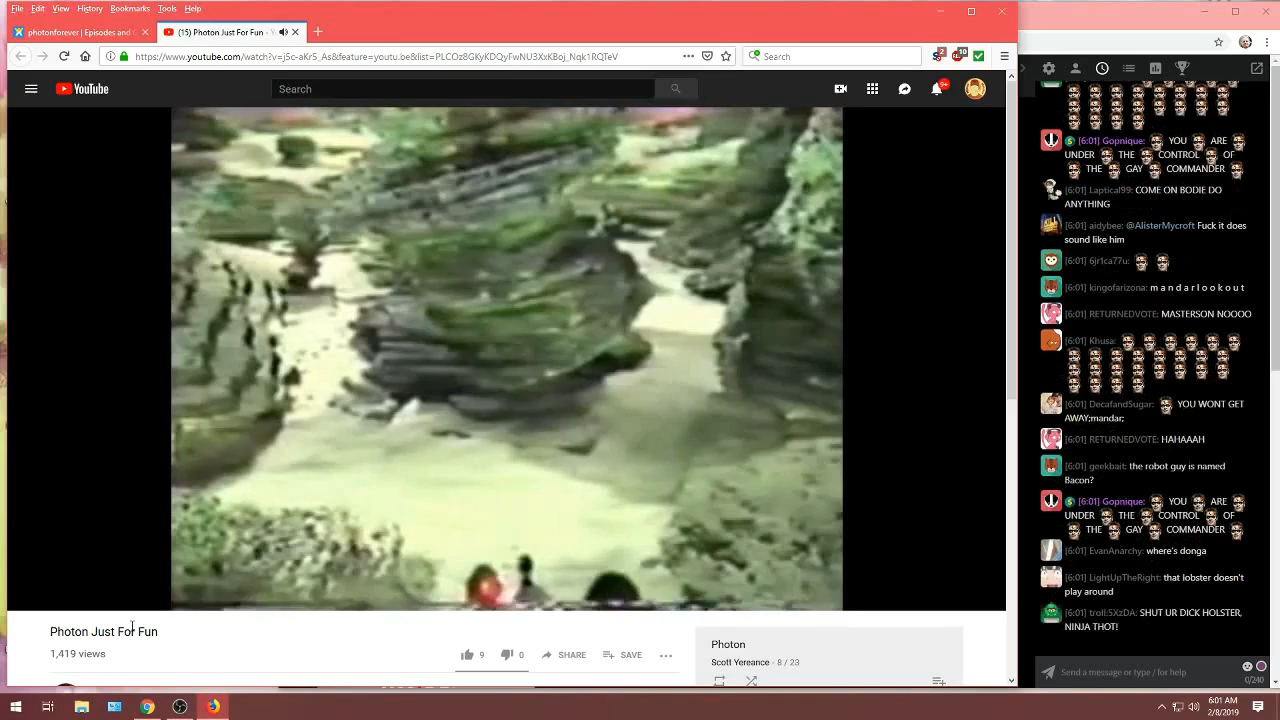 File Edit View History Bookmarks Tools Help
photonforever | Episodes and
(15) Photon Just For Fun -
https://www.youtube.com/watch?v=j5c-aKr5_As&feature=youtu.be&list=PLCOz8GKyKDQyFwNU3XxKBoj_Nqk1RQTeV
Search
2
10
YouTube
Search
9+
Photon Just For Fun
1,419 views
9
0
SHARE
SAVE
Photon
Scott Yereance - 8 / 23
[6:01] Gopnique: YOU ARE
UNDER THE CONTROL OF
THE GAY COMMANDER
[6:01] Laptical99: COME ON BODIE DO
ANYTHING
[6:01] aidybee: @AlisterMycroft Fuck it does
sound like him
[6:01] 6jr1ca77u:
[6:01] kingofarizona: m a n d a r l o o k o u t
[6:01] RETURNEDVOTE: MASTERSON NOOOO
[6:01] Khusa:
[6:01] DecafandSugar: YOU WONT GET
AWAY;mandar;
[6:01] RETURNEDVOTE: HAHAAAH
[6:01] geekbait: the robot guy is named
Bacon?
[6:01] Gopnique: YOU ARE
UNDER THE CONTROL OF
THE GAY COMMANDER
[6:01] EvanAnarchy: where's donga
[6:01] LightUpTheRight: that lobster doesn't
play around
[6:01] troll:5XzDA: SHUT UR DICK HOLSTER,
NINJA THOT!
Send a message or type / for help
0/240
6:01 AM
2/8/2019